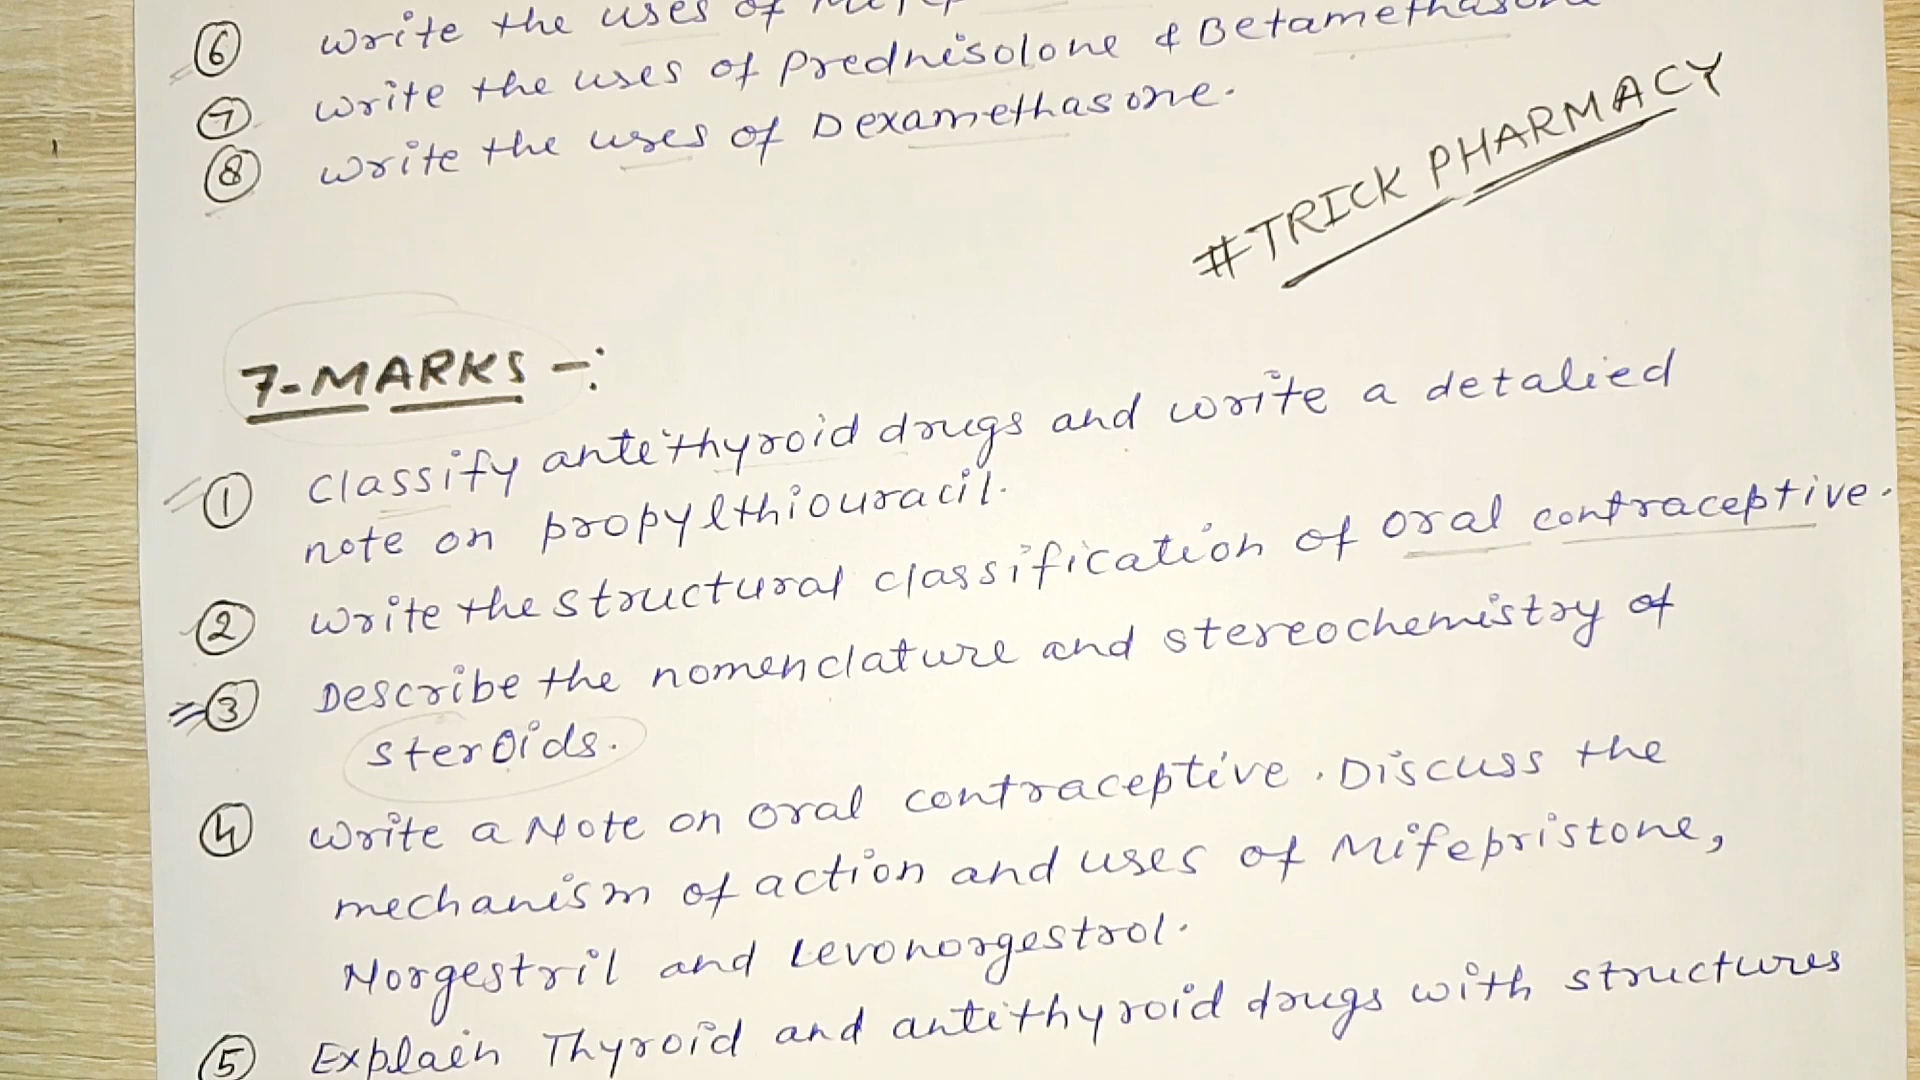 6 write the uses of
7 write the uses of Prednisolone & Betamethasone
8 write the uses of Dexamethasone.
#TRICK PHARMACY
7-MARKS -:
1 Classify antithyroid drugs and write a detalied
note on propylthiouracil.
2 write the structural classification of oral contraceptive.
3 Describe the nomenclature and stereochemistry of
steroids.
4 write a Note on oral contraceptive. Discuss the
mechanism of action and uses of Mifepristone,
Norgestril and Levonorgestrol.
5 Explain Thyroid and antithyroid drugs with structures